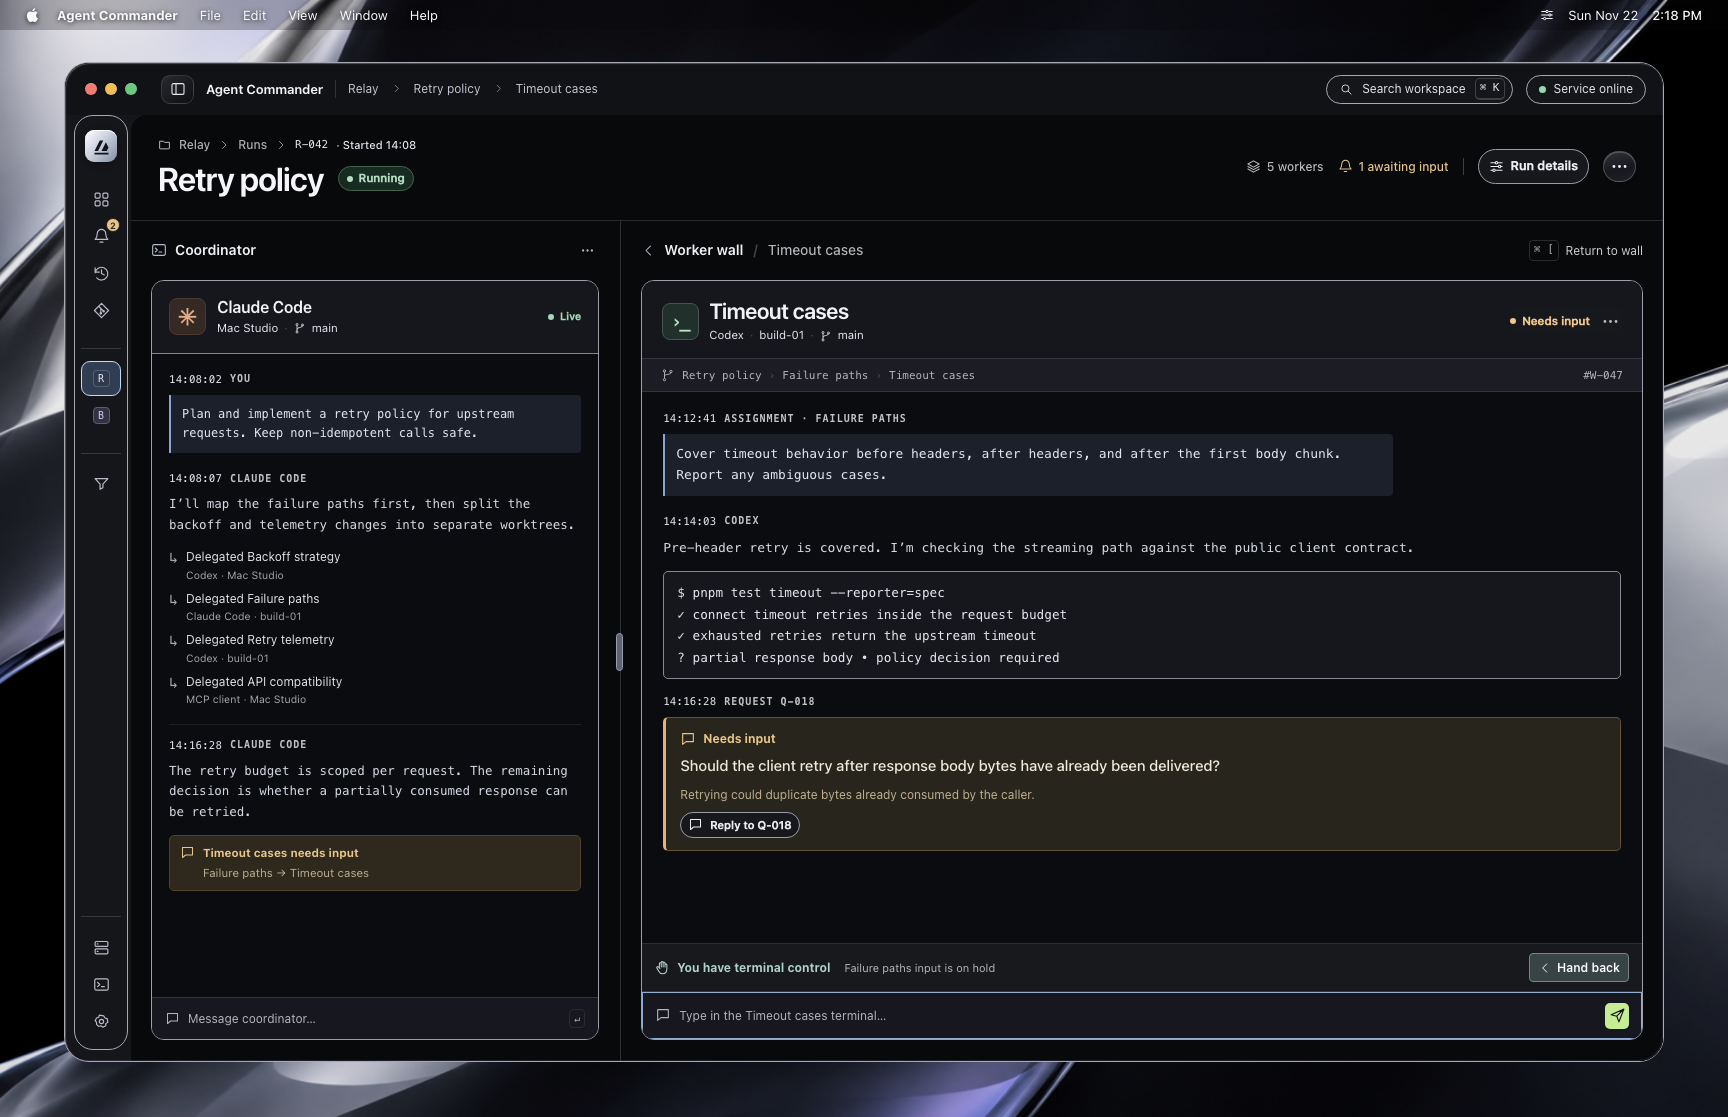 Agent Commander File Edit View Window Help
Sun Nov 22 2:18 PM
Agent Commander Relay Retry policy Timeout cases
Search workspace ⌘ K
Service online
2
R
B
Relay Runs R-042 · Started 14:08
Retry policy Running
5 workers 1 awaiting input Run details
Coordinator
Claude Code
Mac Studio · main
Live
14:08:02 YOU
Plan and implement a retry policy for upstream
requests. Keep non-idempotent calls safe.
14:08:07 CLAUDE CODE
I’ll map the failure paths first, then split the
backoff and telemetry changes into separate worktrees.
↳ Delegated Backoff strategy
Codex · Mac Studio
↳ Delegated Failure paths
Claude Code · build-01
↳ Delegated Retry telemetry
Codex · build-01
↳ Delegated API compatibility
MCP client · Mac Studio
14:16:28 CLAUDE CODE
The retry budget is scoped per request. The remaining
decision is whether a partially consumed response can
be retried.
Timeout cases needs input
Failure paths → Timeout cases
Message coordinator...
Worker wall / Timeout cases
⌘ [ Return to wall
Timeout cases
Codex · build-01 · main
Needs input
Retry policy › Failure paths › Timeout cases
#W-047
14:12:41 ASSIGNMENT · FAILURE PATHS
Cover timeout behavior before headers, after headers, and after the first body chunk.
Report any ambiguous cases.
14:14:03 CODEX
Pre-header retry is covered. I’m checking the streaming path against the public client contract.
$ pnpm test timeout --reporter=spec
✓ connect timeout retries inside the request budget
✓ exhausted retries return the upstream timeout
? partial response body • policy decision required
14:16:28 REQUEST Q-018
Needs input
Should the client retry after response body bytes have already been delivered?
Retrying could duplicate bytes already consumed by the caller.
Reply to Q-018
You have terminal control Failure paths input is on hold
Hand back
Type in the Timeout cases terminal...